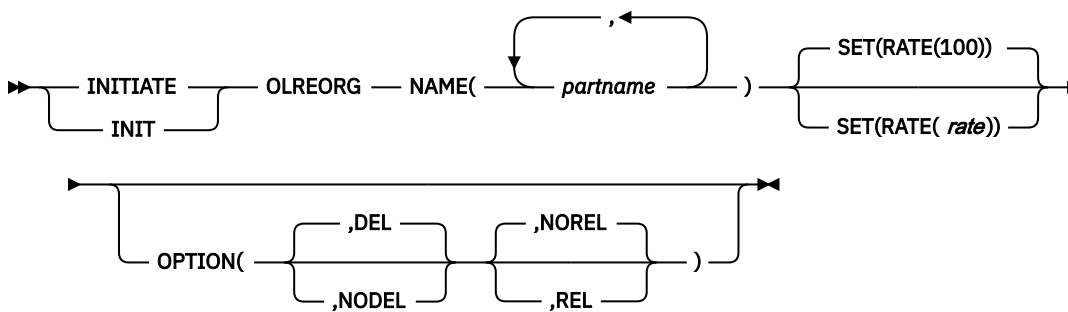 ,
SET(RATE(100))
INITIATE OLREORG NAME( partname )
INIT SET(RATE( rate))
,DEL ,NOREL
OPTION( )
,NODEL ,REL